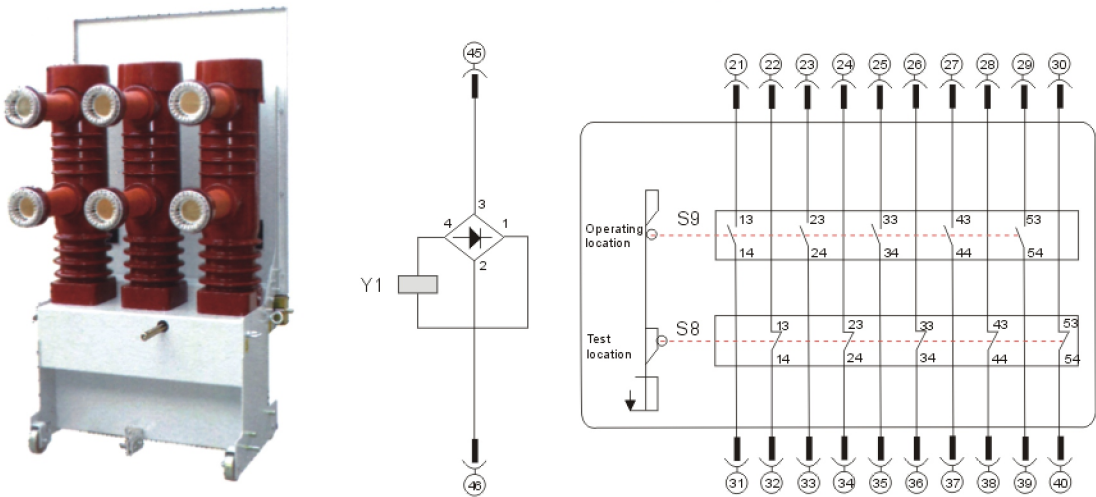 45
3
4
1
2
Y1
46
21 22 23 24 25 26 27 28 29 30
Operating
location
S9
13 23 33 43 53
14 24 34 44 54
Test
location
S8
13 23 33 43 53
14 24 34 44 54
31 32 33 34 35 36 37 38 39 40